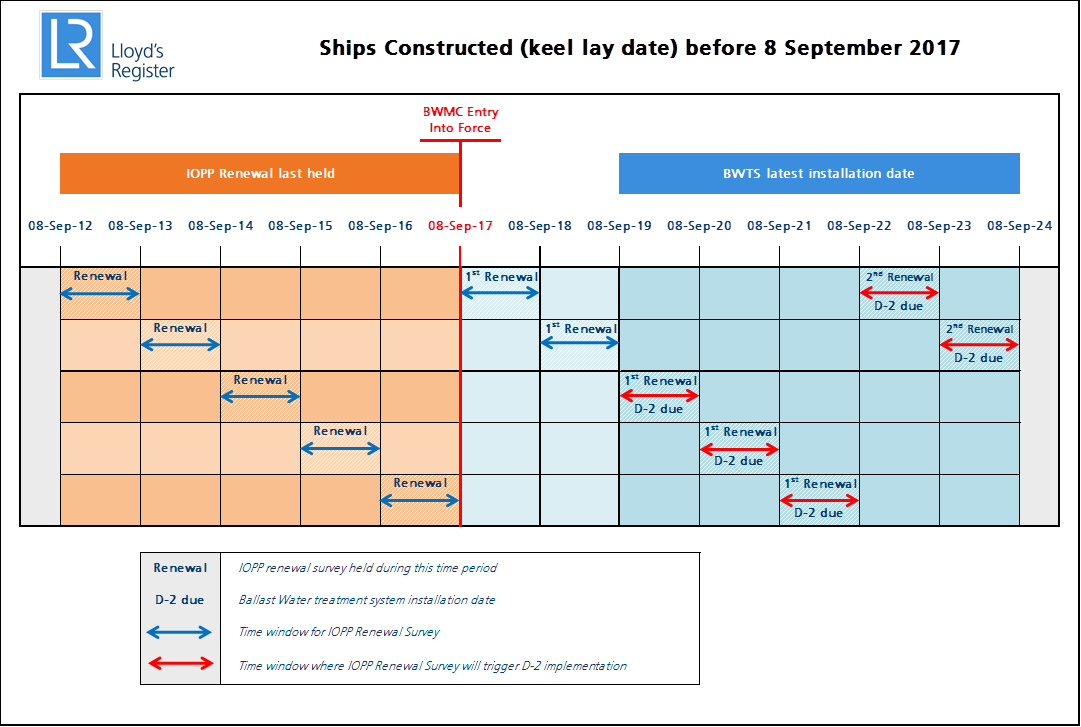 LR
Lloyd's
Register
Ships Constructed (keel lay date) before 8 September 2017
BWMC Entry
Into Force
IOPP Renewal last held
BWTS latest installation date
08-Sep-12 08-Sep-13 08-Sep-14 08-Sep-15 08-Sep-16 08-Sep-17 08-Sep-18 08-Sep-19 08-Sep-20 08-Sep-21 08-Sep-22 08-Sep-23 08-Sep-24
Renewal 1st Renewal 2nd Renewal
D-2 due
Renewal 1st Renewal 2nd Renewal
D-2 due
Renewal 1st Renewal
D-2 due
Renewal 1st Renewal
D-2 due
Renewal 1st Renewal
D-2 due
Renewal IOPP renewal survey held during this time period
D-2 due Ballast Water treatment system installation date
Time window for IOPP Renewal Survey
Time window where IOPP Renewal Survey will trigger D-2 implementation